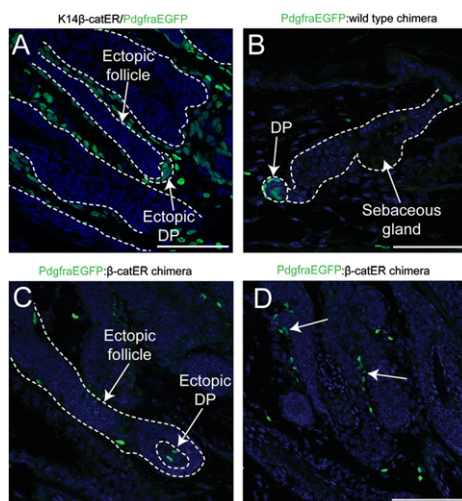 K14β-catER/PdgfraEGFP
PdgfraEGFP:wild type chimera
A
Ectopic
follicle
Ectopic
DP
B
DP
Sebaceous
gland
PdgfraEGFP:β-catER chimera
PdgfraEGFP:β-catER chimera
C
Ectopic
follicle
Ectopic
DP
D